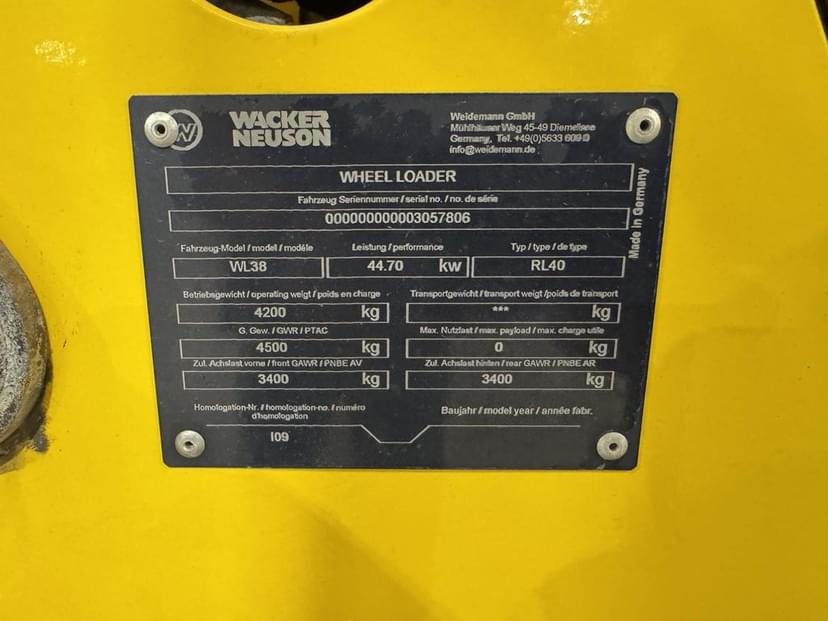 WACKER
NEUSON
Weidemann GmbH
Mühlhäuser Weg 45-49 Diemelsee
Germany, Tel. +49(0)5633 609 0
info@weidemann.de
WHEEL LOADER
Fahrzeug Seriennummer / serial no. / no. de série
000000000003057806
Made in Germany
Fahrzeug-Model / model / modéle
Leistung / performance
Typ / type / de type
WL38
44.70 kw
RL40
Betriebsgewicht / operating weigt / poids en charge
Transportgewicht / transport weigt /poids de transport
4200 kg
*** kg
G. Gew. / GWR / PTAC
Max. Nutzlast / max. payload / max. charge utile
4500 kg
0 kg
Zul. Achslast vorne / front GAWR / PNBE AV
Zul. Achslast hinten / rear GAWR / PNBE AR
3400 kg
3400 kg
Homologation-Nr. / homologation-no. / numéro
d'homologation
Baujahr / model year / année fabr.
I09